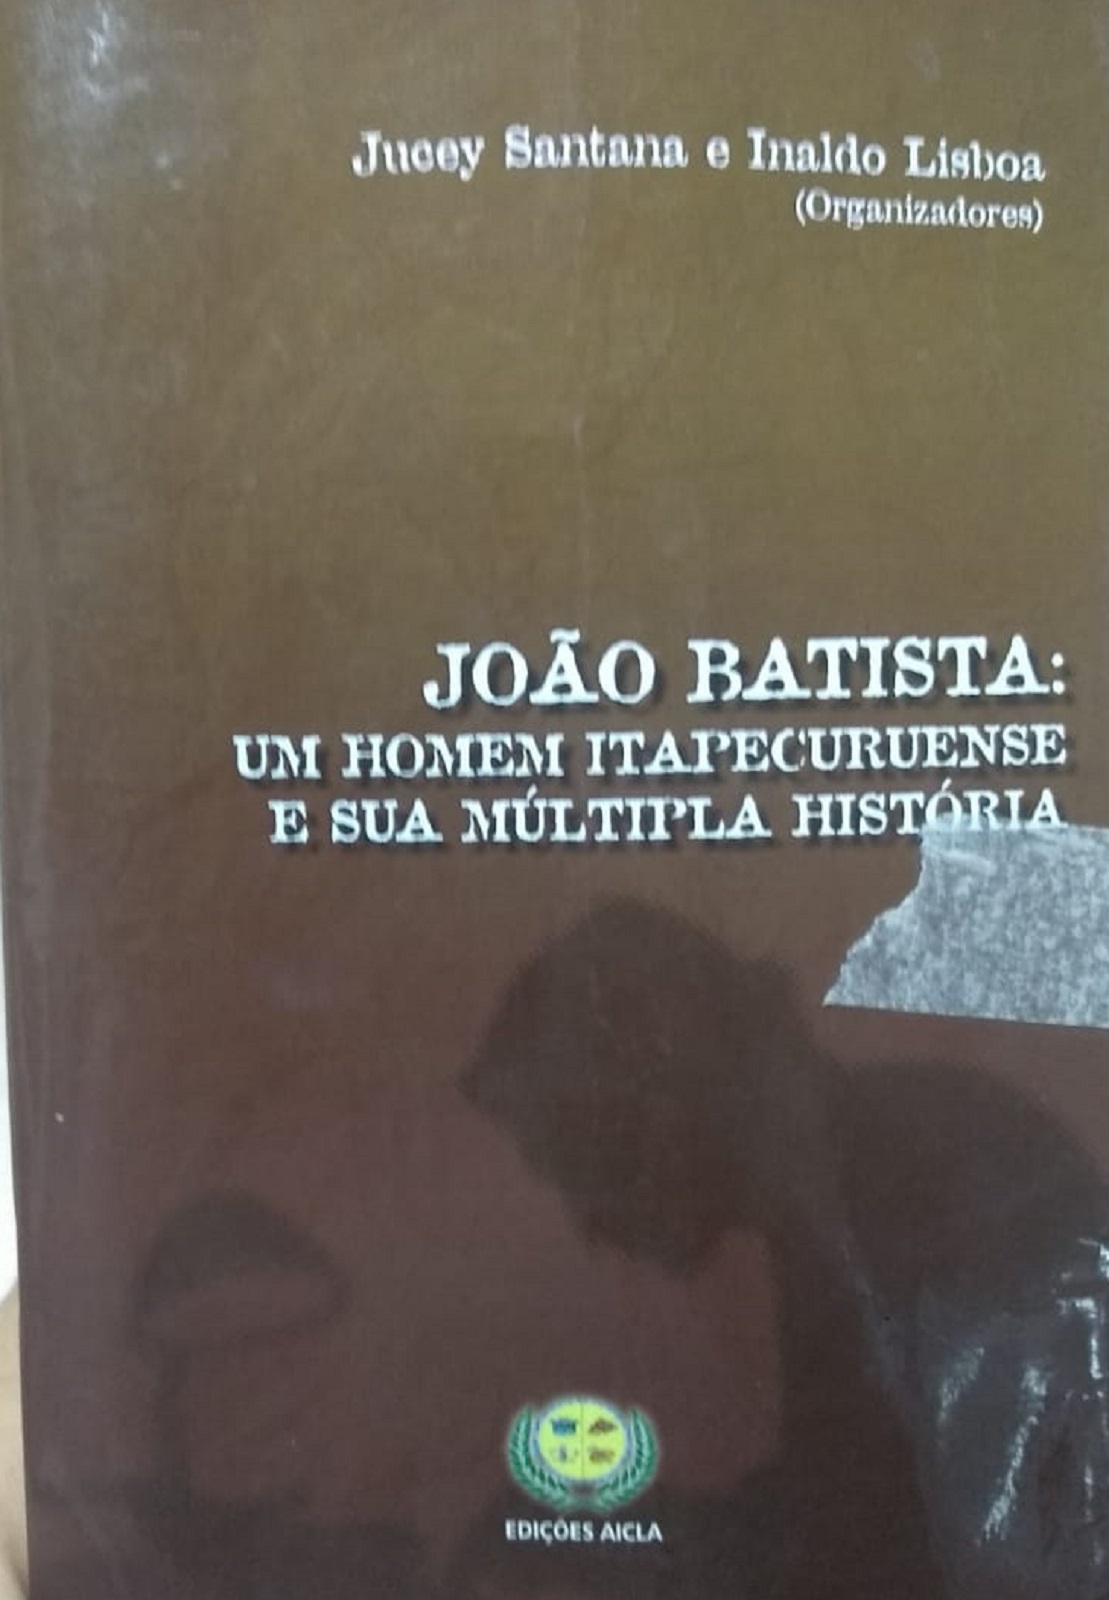 Jucey Santana e Inaldo Lisboa
(Organizadores)
JOÃO BATISTA:
UM HOMEM ITAPECURUENSE
E SUA MÚLTIPLA HISTÓRIA
EDIÇÕES AICLA